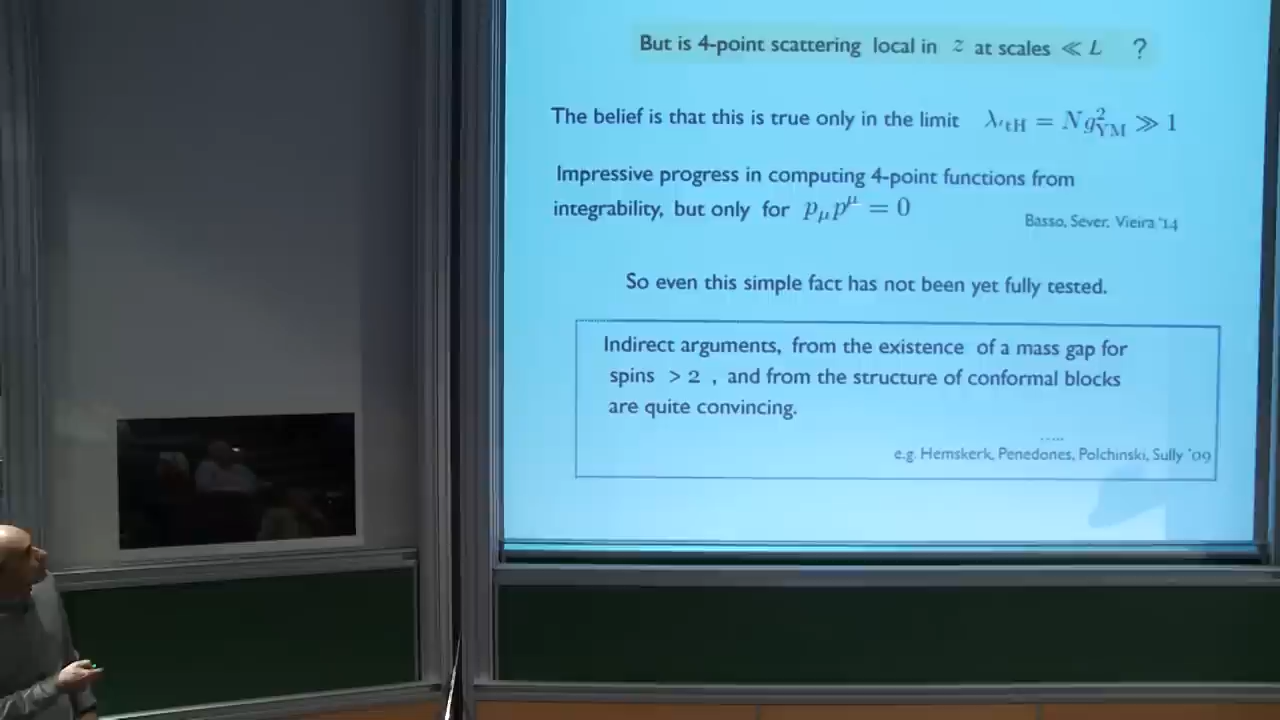 But is 4-point scattering local in z at scales ≪ L ?
The belief is that this is true only in the limit λ'tH = N g²YM ≫ 1
Impressive progress in computing 4-point functions from
integrability, but only for pμ p^μ = 0
Basso, Sever, Vieira '14
So even this simple fact has not been yet fully tested.
Indirect arguments, from the existence of a mass gap for
spins > 2 , and from the structure of conformal blocks
are quite convincing.
.....
e.g. Hemskerk, Penedones, Polchinski, Sully '09